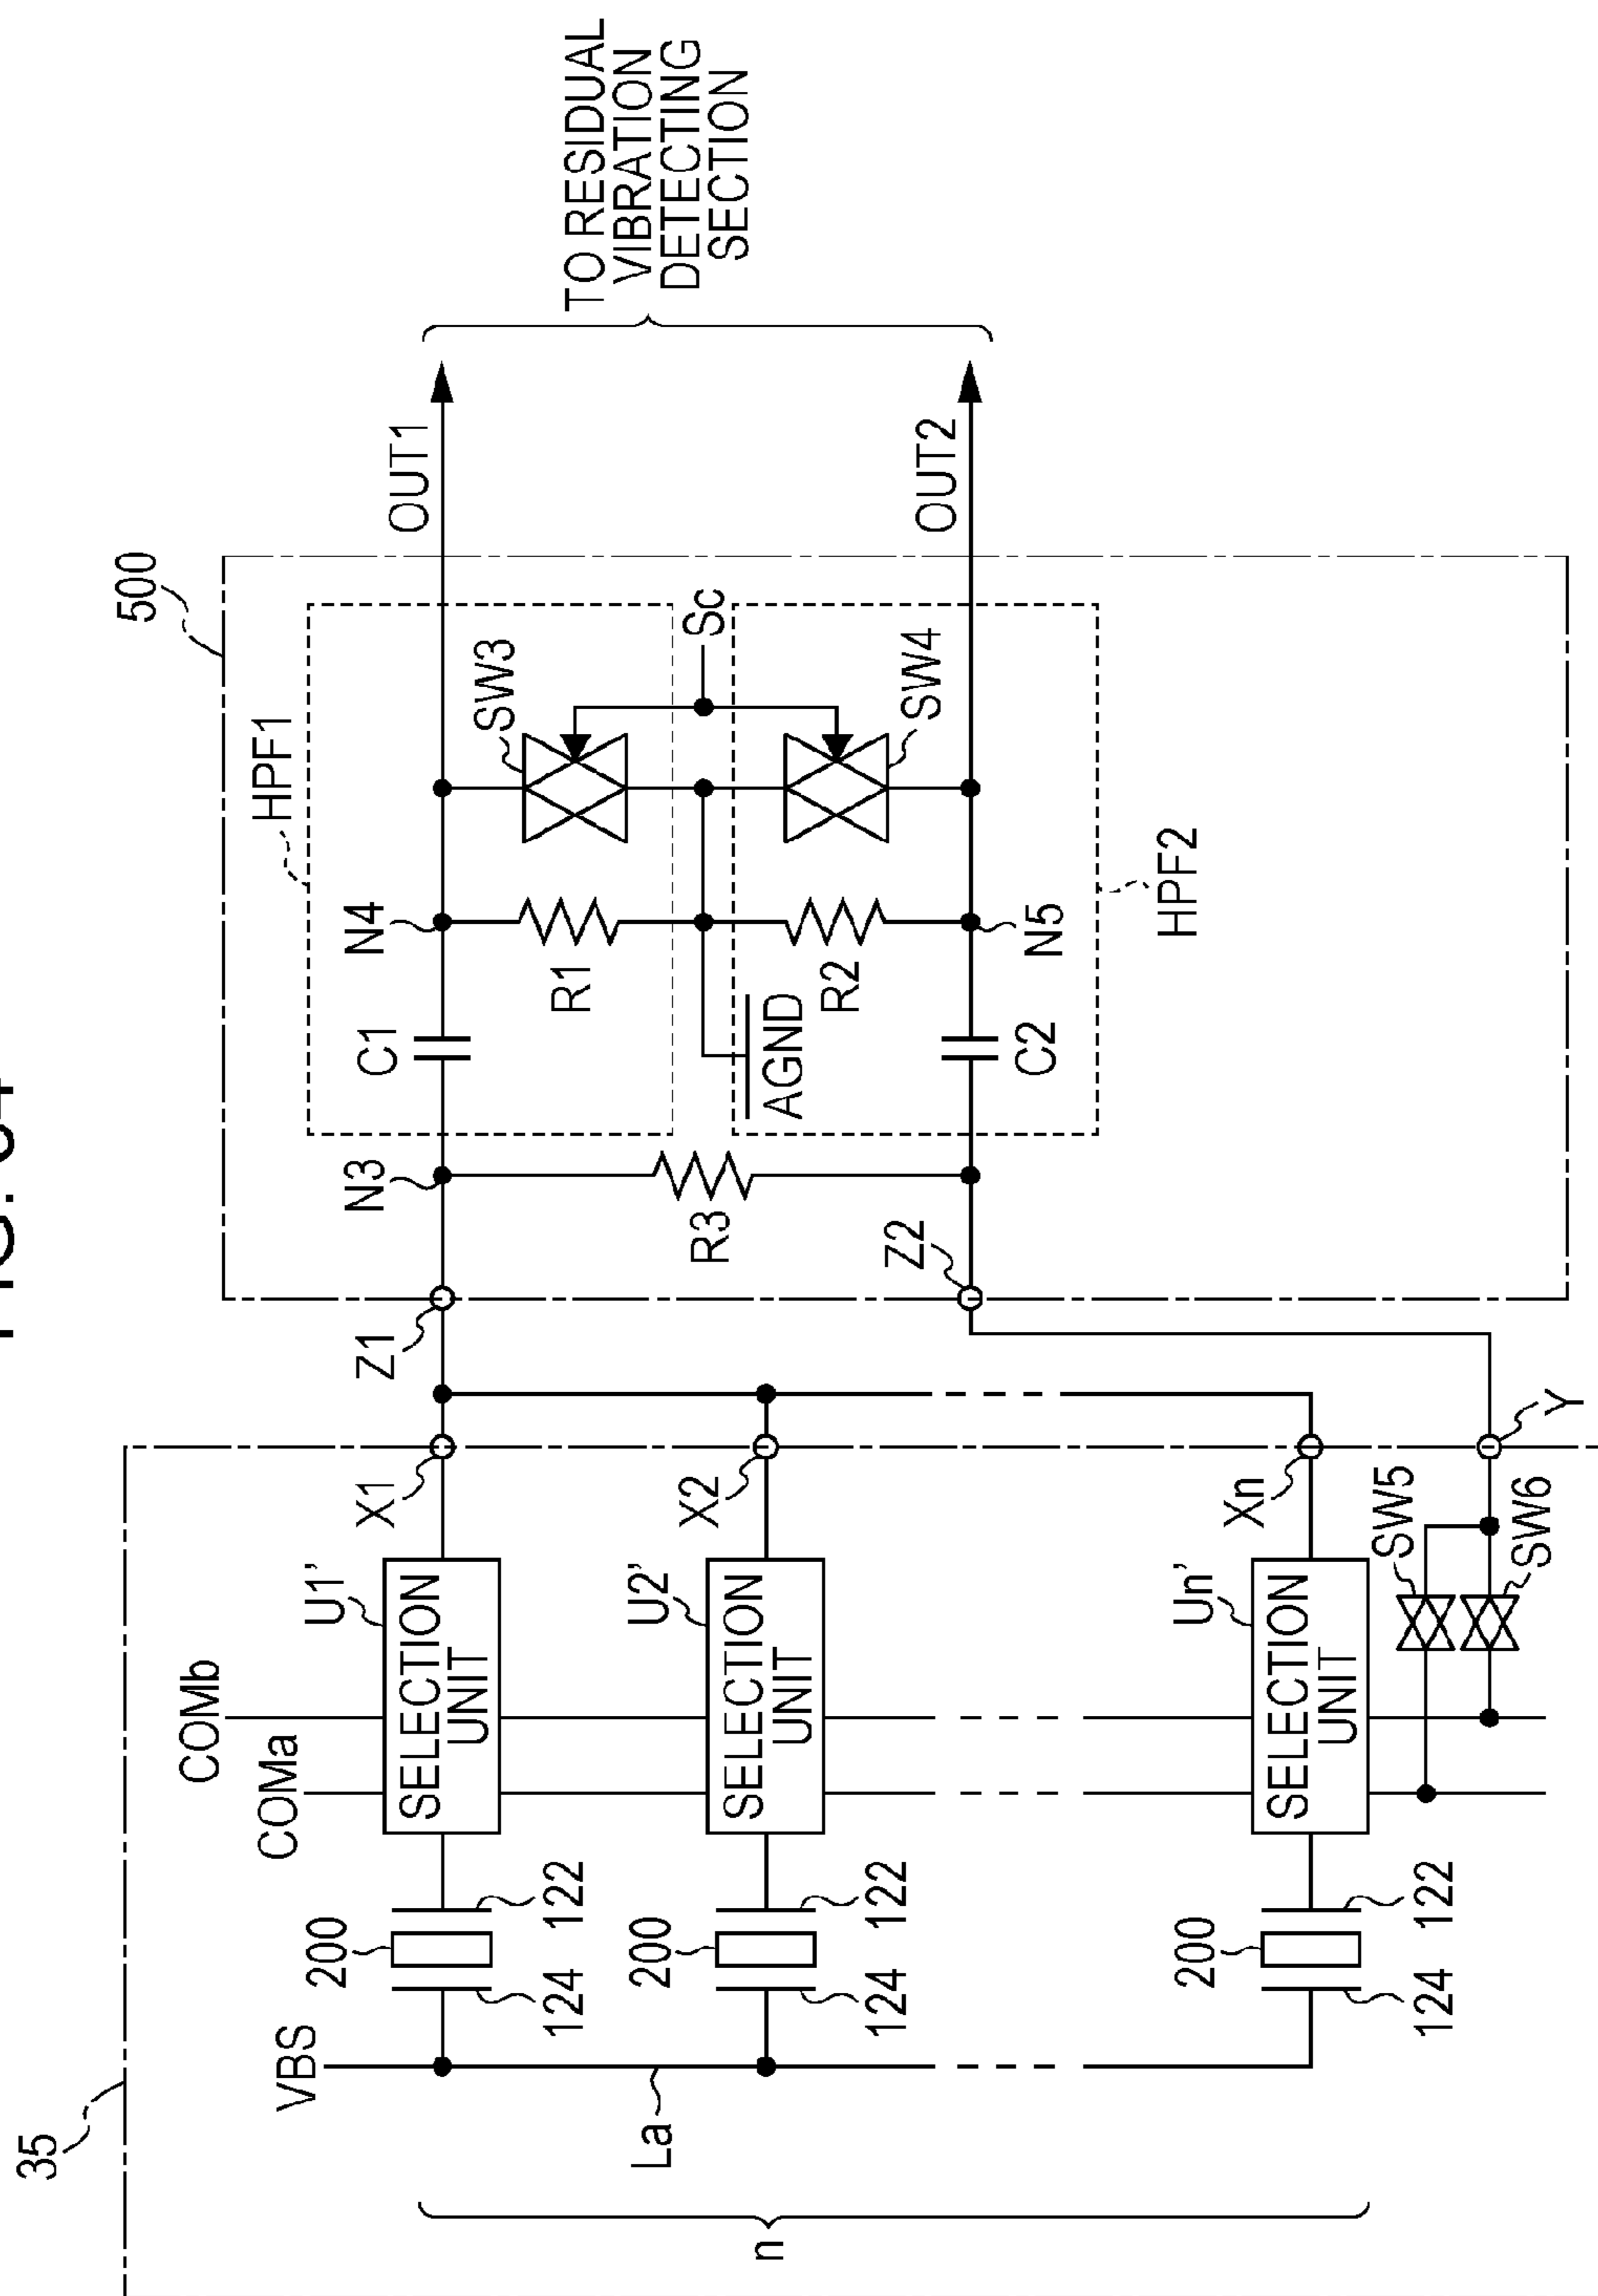 35
500
VBS
COMa
COMb
HPF1
200
U1'
X1
Z1
N3
C1
N4
OUT1
SELECTION
UNIT
124
122
R1
SW3
La
R3
AGND
Sc
TO RESIDUAL
VIBRATION
DETECTING
SECTION
200
U2'
X2
SELECTION
UNIT
124
122
Z2
R2
SW4
OUT2
C2
N5
HPF2
n
200
Un'
Xn
SELECTION
UNIT
124
122
SW5
SW6
Y